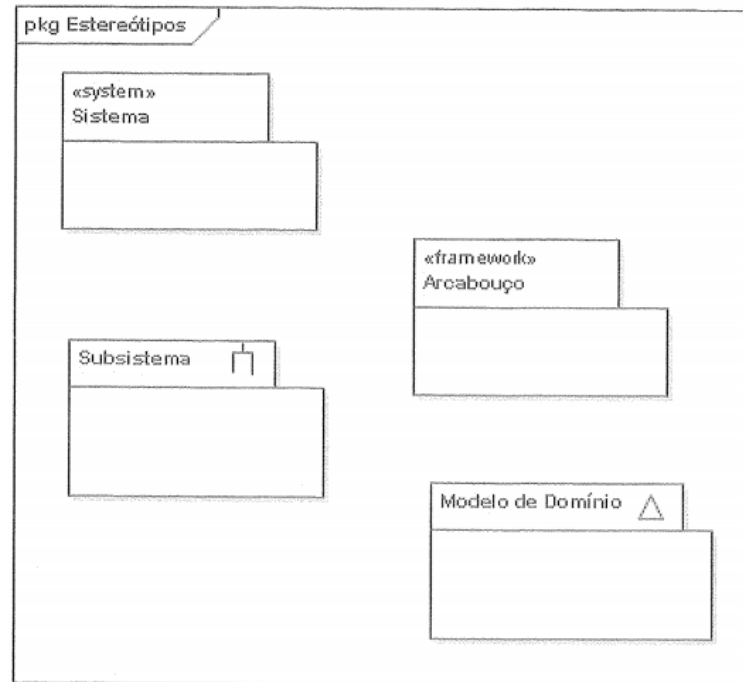 pkg Estereótipos
«system»
Sistema
«framework»
Arcabouço
Subsistema
Modelo de Domínio